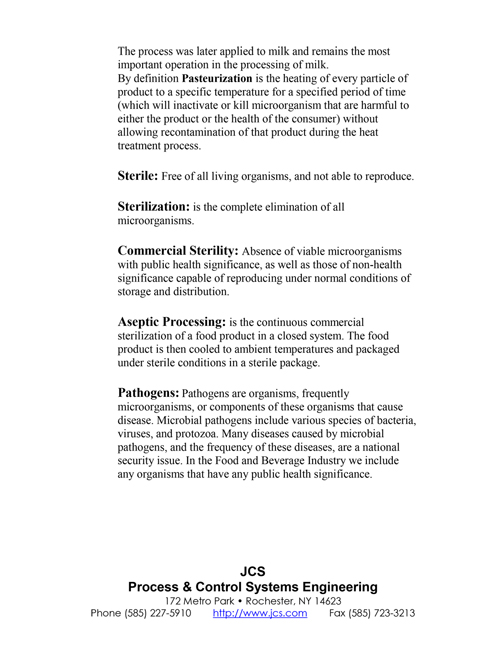 The process was later applied to milk and remains the most
important operation in the processing of milk.
By definition Pasteurization is the heating of every particle of
product to a specific temperature for a specified period of time
(which will inactivate or kill microorganism that are harmful to
either the product or the health of the consumer) without
allowing recontamination of that product during the heat
treatment process.
Sterile: Free of all living organisms, and not able to reproduce.
Sterilization: is the complete elimination of all
microorganisms.
Commercial Sterility: Absence of viable microorganisms
with public health significance, as well as those of non-health
significance capable of reproducing under normal conditions of
storage and distribution.
Aseptic Processing: is the continuous commercial
sterilization of a food product in a closed system. The food
product is then cooled to ambient temperatures and packaged
under sterile conditions in a sterile package.
Pathogens: Pathogens are organisms, frequently
microorganisms, or components of these organisms that cause
disease. Microbial pathogens include various species of bacteria,
viruses, and protozoa. Many diseases caused by microbial
pathogens, and the frequency of these diseases, are a national
security issue. In the Food and Beverage Industry we include
any organisms that have any public health significance.
JCS
Process & Control Systems Engineering
172 Metro Park • Rochester, NY 14623
Phone (585) 227-5910 http://www.jcs.com Fax (585) 723-3213